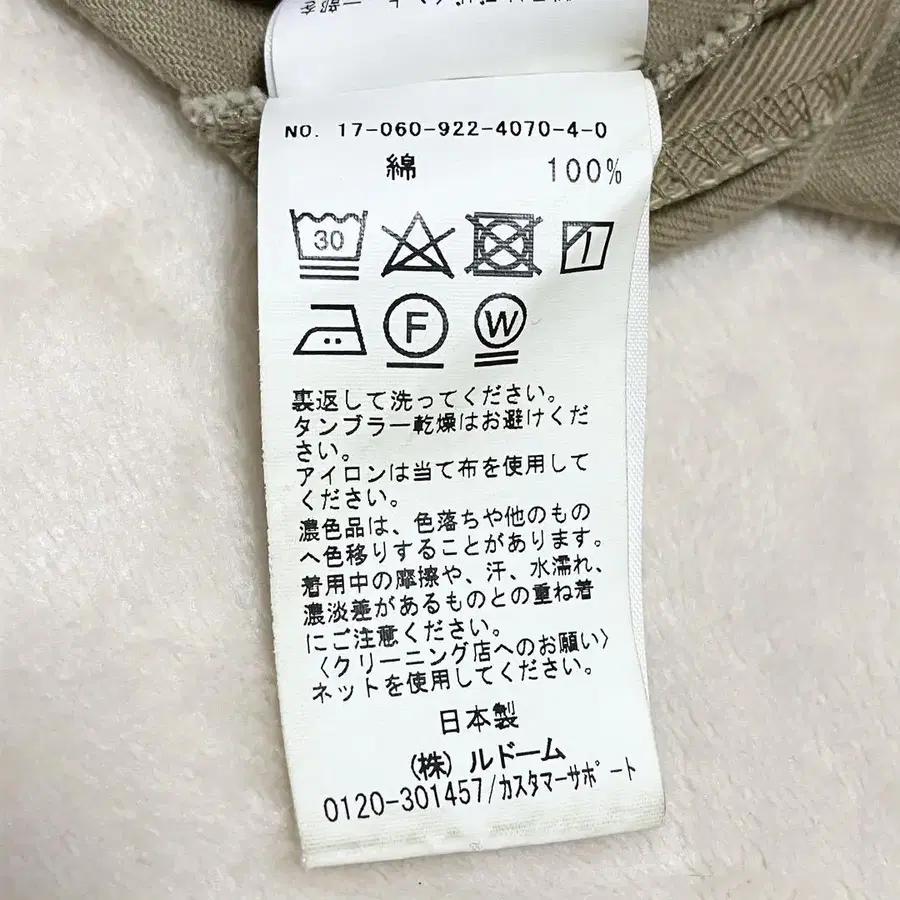 一部を
NO. 17-060-922-4070-4-0
綿 100%
30
F W
裏返して洗ってください。
タンブラー乾燥はお避けくだ
さい。
アイロンは当て布を使用して
ください。
濃色品は、色落ちや他のもの
へ色移りすることがあります。
着用中の摩擦や、汗、水濡れ、
濃淡差があるものとの重ね着
にご注意ください。
〈クリーニング店へのお願い〉
ネットを使用してください。
日本製
(株) ルドーム
0120-301457/カスタマーサポート